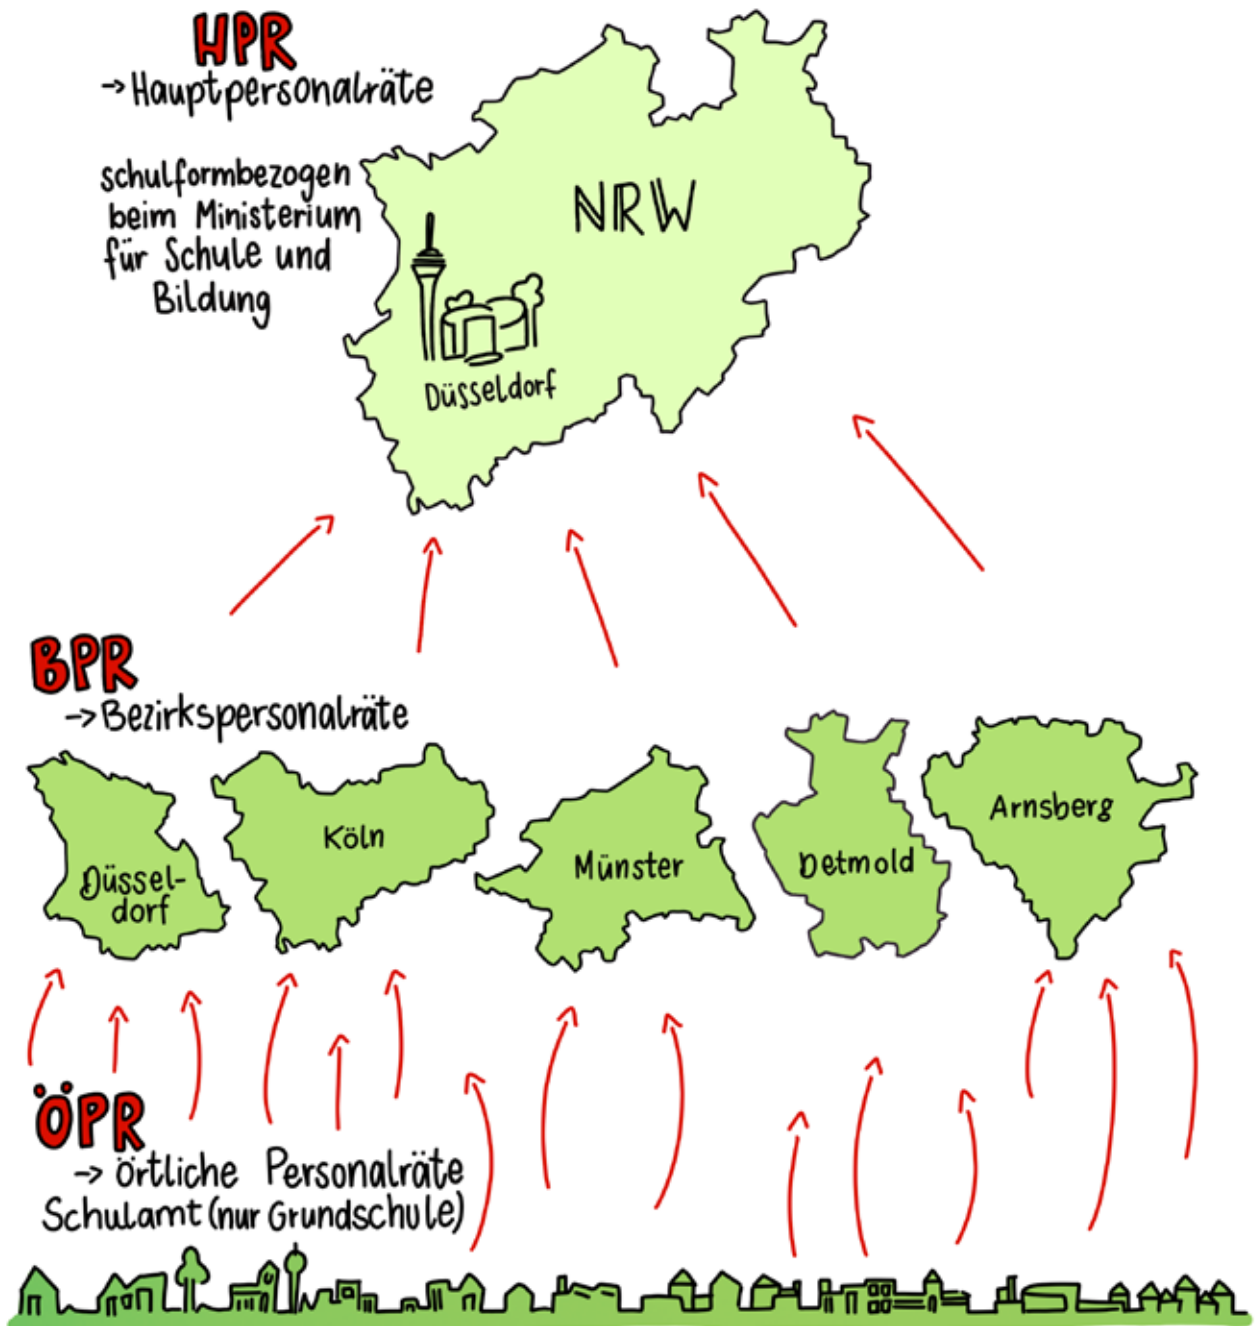 HPR
→ Hauptpersonalräte
schulformbezogen
beim Ministerium
für Schule und
Bildung
NRW
Düsseldorf
BPR
→ Bezirkspersonalräte
Düssel-
dorf
Köln
Münster
Detmold
Arnsberg
ÖPR
→ örtliche Personalräte
Schulamt (nur Grundschule)